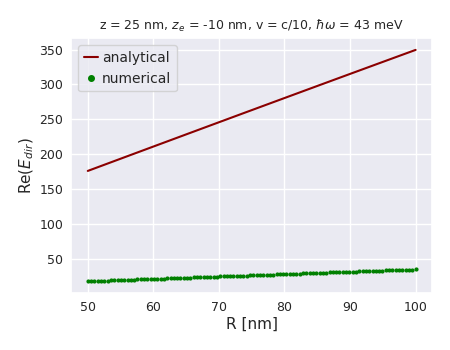 z = 25 nm, zₑ = -10 nm, v = c/10, ℏω = 43 meV
analytical
numerical
350
300
250
200
150
100
50
Re(E_dir)
50 60 70 80 90 100
R [nm]